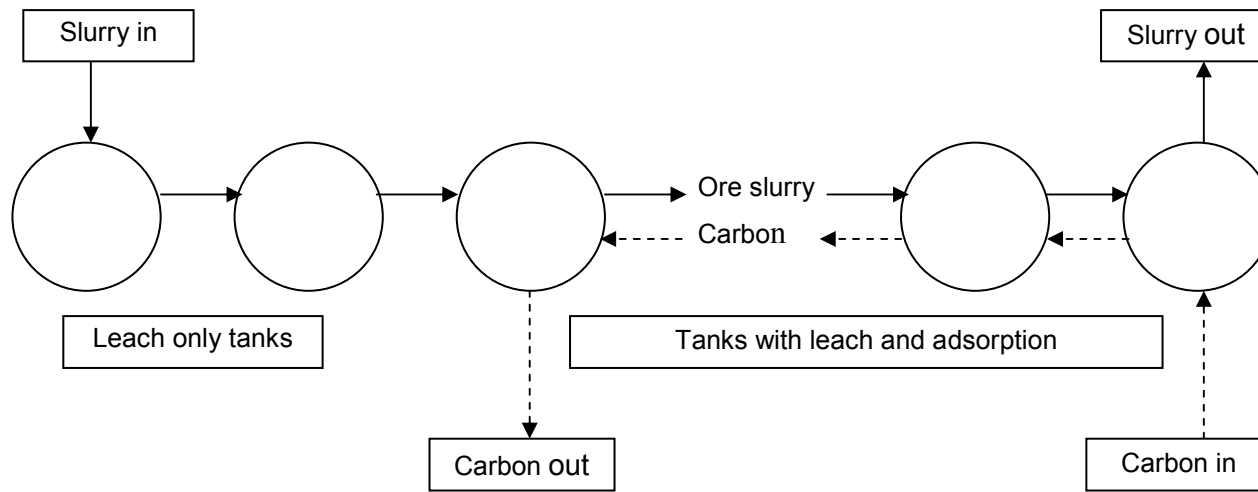 Slurry in
Slurry out
Ore slurry
Carbon
Leach only tanks
Tanks with leach and adsorption
Carbon out
Carbon in